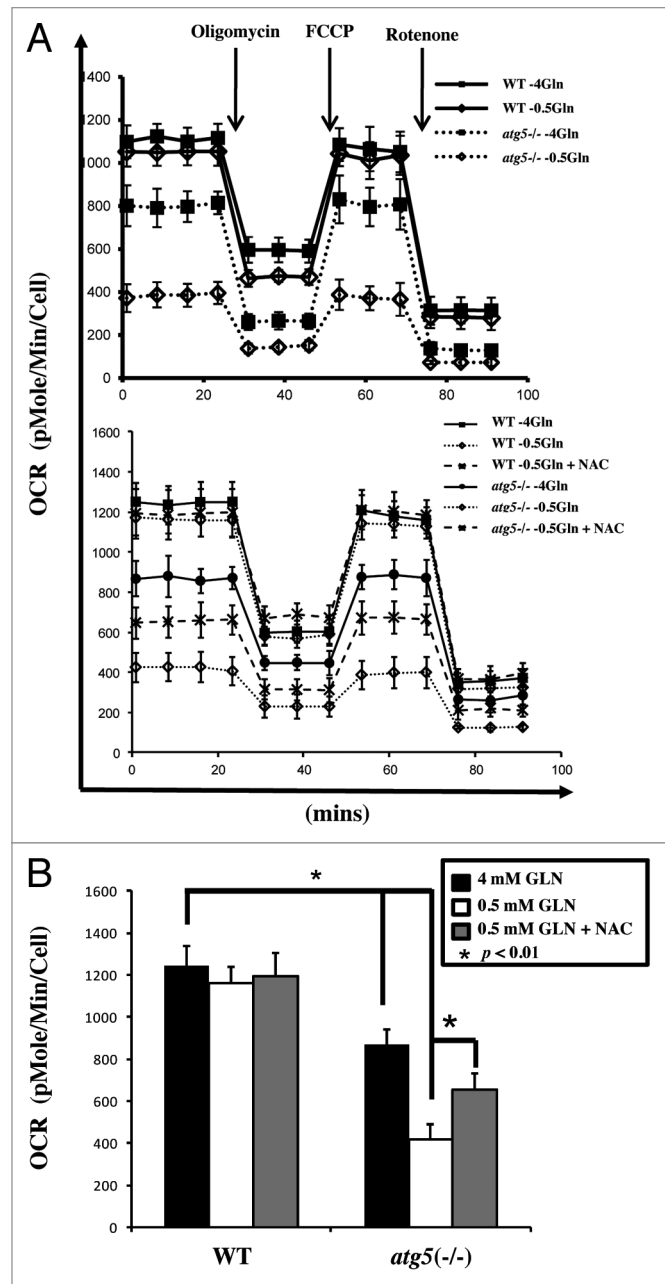 A
Oligomycin FCCP Rotenone
WT -4Gln
WT -0.5Gln
atg5-/- -4Gln
atg5-/- -0.5Gln
1400
1200
1000
800
600
400
200
0
0 20 40 60 80 100
OCR (pMole/Min/Cell)
WT -4Gln
WT -0.5Gln
WT -0.5Gln + NAC
atg5-/- -4Gln
atg5-/- -0.5Gln
atg5-/- -0.5Gln + NAC
1600
1400
1200
1000
800
600
400
200
0
0 20 40 60 80 100
(mins)
B
4 mM GLN
0.5 mM GLN
0.5 mM GLN + NAC
* p < 0.01
*
*
1600
1400
1200
1000
800
600
400
200
0
OCR (pMole/Min/Cell)
WT atg5(-/-)